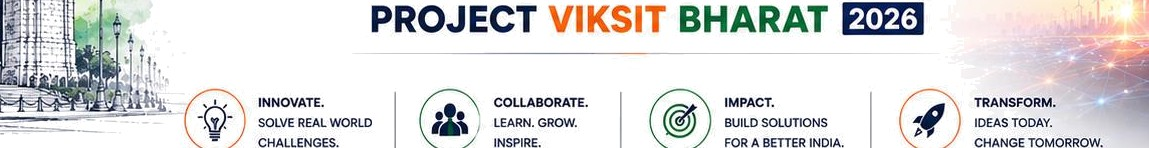 PROJECT VIKSIT BHARAT 2026
INNOVATE.
SOLVE REAL WORLD
CHALLENGES.
COLLABORATE.
LEARN. GROW.
INSPIRE.
IMPACT.
BUILD SOLUTIONS
FOR A BETTER INDIA.
TRANSFORM.
IDEAS TODAY.
CHANGE TOMORROW.